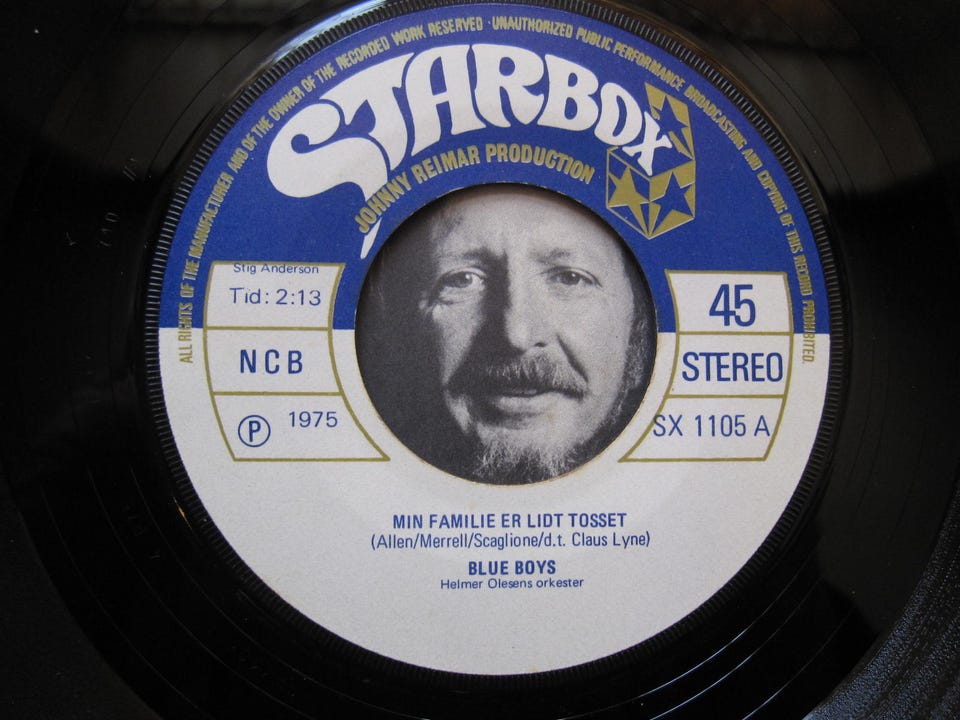 ALL RIGHTS OF THE MANUFACTURER AND OF THE OWNER OF THE RECORDED WORK RESERVED · UNAUTHORIZED PUBLIC PERFORMANCE BROADCASTING AND COPYING OF THIS RECORD PROHIBITED.
STARBOX
JOHNNY REIMAR PRODUCTION
Stig Anderson
Tid: 2:13
NCB
Ⓟ 1975
45
STEREO
SX 1105 A
MIN FAMILIE ER LIDT TOSSET
(Allen/Merrell/Scaglione/d.t. Claus Lyne)
BLUE BOYS
Helmer Olesens orkester